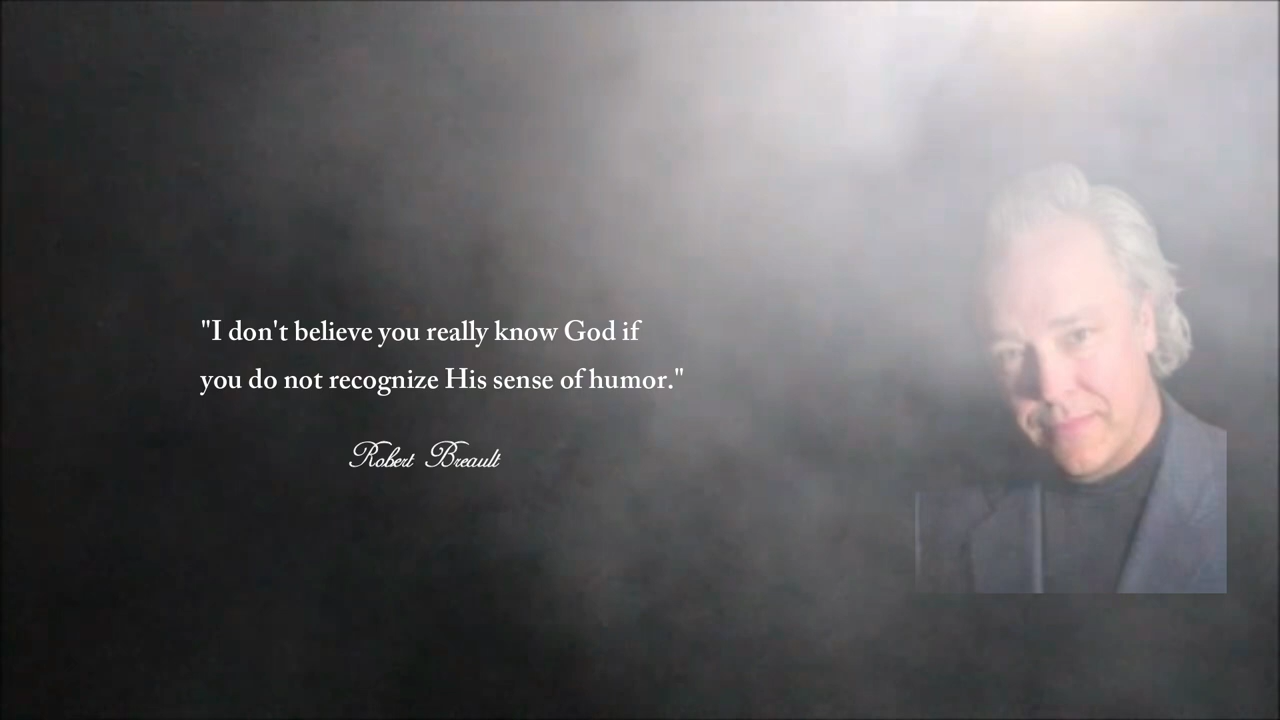 "I don't believe you really know God if
you do not recognize His sense of humor."
Robert Breault